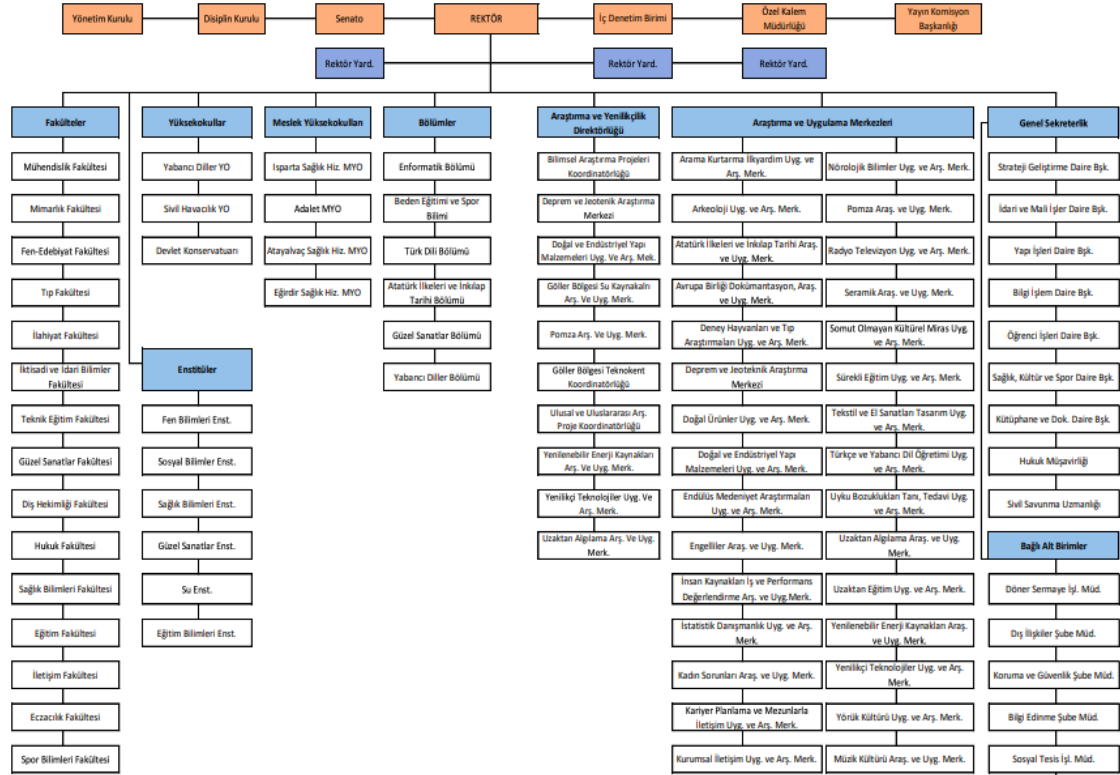 Yönetim Kurulu
Disiplin Kurulu
Senato
REKTÖR
İç Denetim Birimi
Özel Kalem
Müdürlüğü
Yayın Komisyon
Başkanlığı
Rektör Yard.
Rektör Yard.
Rektör Yard.
Fakülteler
Mühendislik Fakültesi
Mimarlık Fakültesi
Fen-Edebiyat Fakültesi
Tıp Fakültesi
İlahiyat Fakültesi
İktisadi ve İdari Bilimler
Fakültesi
Teknik Eğitim Fakültesi
Güzel Sanatlar Fakültesi
Diş Hekimliği Fakültesi
Hukuk Fakültesi
Sağlık Bilimleri Fakültesi
Eğitim Fakültesi
İletişim Fakültesi
Eczacılık Fakültesi
Spor Bilimleri Fakültesi
Yüksekokullar
Yabancı Diller YO
Sivil Havacılık YO
Devlet Konservatuarı
Enstitüler
Fen Bilimleri Enst.
Sosyal Bilimler Enst.
Sağlık Bilimleri Enst.
Güzel Sanatlar Enst.
Su Enst.
Eğitim Bilimleri Enst.
Meslek Yüksekokulları
Isparta Sağlık Hiz. MYO
Adalet MYO
Atayalvaç Sağlık Hiz. MYO
Eğirdir Sağlık Hiz. MYO
Bölümler
Enformatik Bölümü
Beden Eğitimi ve Spor
Bilimi
Türk Dili Bölümü
Atatürk İlkeleri ve İnkılap
Tarihi Bölümü
Güzel Sanatlar Bölümü
Yabancı Diller Bölümü
Araştırma ve Yenilikçilik
Direktörlüğü
Bilimsel Araştırma Projeleri
Koordinatörlüğü
Deprem ve Jeotenik Araştırma
Merkezi
Doğal ve Endüstriyel Yapı
Malzemeleri Uyg. Ve Arş. Mek.
Göller Bölgesi Su Kaynakalrı
Arş. Ve Uyg. Merk.
Pomza Arş. Ve Uyg. Merk.
Göller Bölgesi Teknokent
Koordinatörlüğü
Ulusal ve Uluslararası Arş.
Proje Koordinatörlüğü
Yenilenebilir Enerji Kaynakları
Arş. Ve Uyg. Merk.
Yenilikçi Teknolojiler Uyg. Ve
Arş. Merk.
Uzaktan Algılama Arş. Ve Uyg.
Merk.
Araştırma ve Uygulama Merkezleri
Arama Kurtarma İlkyardım Uyg. ve
Arş. Merk.
Arkeoloji Uyg. ve Arş. Merk.
Atatürk İlkeleri ve İnkılap Tarihi Araş.
ve Uyg. Merk.
Avrupa Birliği Dokümantasyon, Araş.
ve Uyg. Merk.
Deney Hayvanları ve Tıp
Araştırmaları Uyg. ve Arş. Merk.
Deprem ve Jeoteknik Araştırma
Merkezi
Doğal Ürünler Uyg. ve Arş. Merk.
Doğal ve Endüstriyel Yapı
Malzemeleri Uyg. ve Arş. Merk.
Endülüs Medeniyet Araştırmaları
Uyg. ve Arş. Merk.
Engelliler Araş. ve Uyg. Merk.
İnsan Kaynakları İş ve Performans
Değerlendirme Arş. ve Uyg.Merk.
İstatistik Danışmanlık Uyg. ve Arş.
Merk.
Kadın Sorunları Araş. ve Uyg. Merk.
Kariyer Planlama ve Mezunlarla
İletişim Uyg. ve Arş. Merk.
Kurumsal İletişim Uyg. ve Arş. Merk.
Nörolojik Bilimler Uyg. ve Arş. Merk.
Pomza Araş. ve Uyg. Merk.
Radyo Televizyon Uyg. ve Arş. Merk.
Seramik Araş. ve Uyg. Merk.
Somut Olmayan Kültürel Miras Uyg.
ve Arş. Merk.
Sürekli Eğitim Uyg. ve Arş. Merk.
Tekstil ve El Sanatları Tasarım Uyg.
ve Arş. Merk.
Türkçe ve Yabancı Dil Öğretimi Uyg.
ve Arş. Merk.
Uyku Bozuklukları Tanı, Tedavi Uyg.
ve Arş. Merk.
Uzaktan Algılama Araş. ve Uyg.
Merk.
Uzaktan Eğitim Uyg. ve Arş. Merk.
Yenilenebilir Enerji Kaynakları Araş.
ve Uyg. Merk.
Yenilikçi Teknolojiler Uyg. ve Arş.
Merk.
Yörük Kültürü Uyg. ve Arş. Merk.
Müzik Kültürü Araş. ve Uyg. Merk.
Genel Sekreterlik
Strateji Geliştirme Daire Bşk.
İdari ve Mali İşler Daire Bşk.
Yapı İşleri Daire Bşk.
Bilgi İşlem Daire Bşk.
Öğrenci İşleri Daire Bşk.
Sağlık, Kültür ve Spor Daire Bşk.
Kütüphane ve Dok. Daire Bşk.
Hukuk Müşavirliği
Sivil Savunma Uzmanlığı
Bağlı Alt Birimler
Döner Sermaye İşl. Müd.
Dış İlişkiler Şube Müd.
Koruma ve Güvenlik Şube Müd.
Bilgi Edinme Şube Müd.
Sosyal Tesis İşl. Müd.